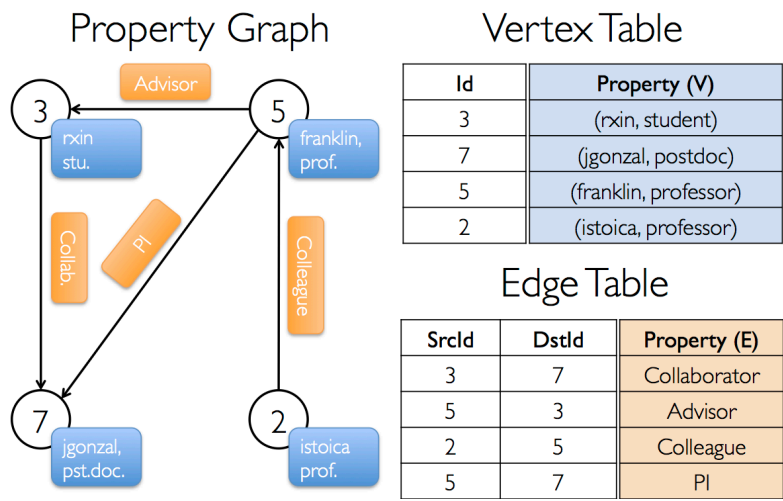 Property Graph
Advisor
3
5
rxin
stu.
franklin,
prof.
Collab.
PI
Colleague
7
2
jgonzal,
pst.doc.
istoica
prof.
Vertex Table
Id Property (V)
3 (rxin, student)
7 (jgonzal, postdoc)
5 (franklin, professor)
2 (istoica, professor)
Edge Table
SrcId DstId Property (E)
3 7 Collaborator
5 3 Advisor
2 5 Colleague
5 7 PI